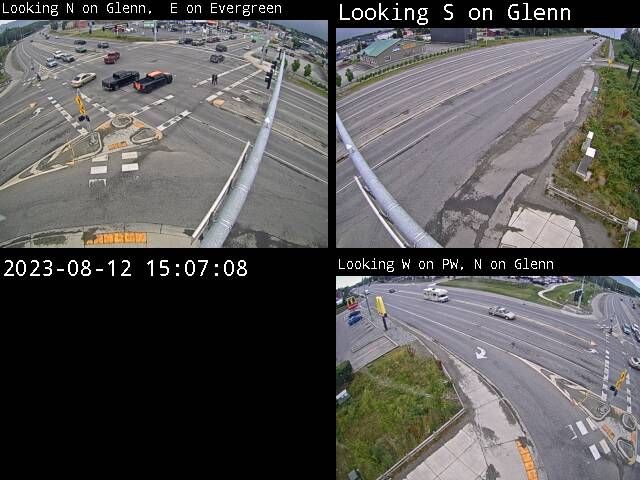 Looking N on Glenn,  E on Evergreen
Looking S on Glenn
2023-08-12 15:07:08
Looking W on PW, N on Glenn